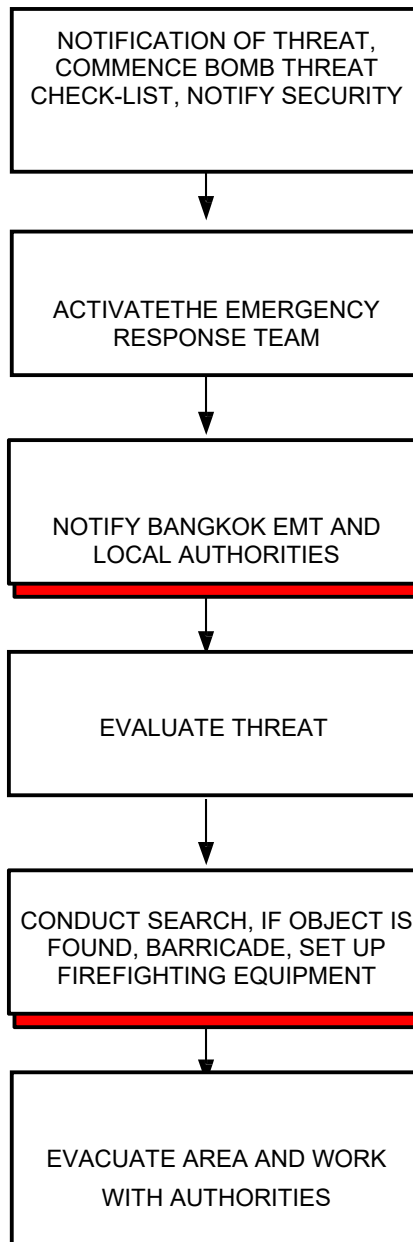 NOTIFICATION OF THREAT,
COMMENCE BOMB THREAT
CHECK-LIST, NOTIFY SECURITY
ACTIVATETHE EMERGENCY
RESPONSE TEAM
NOTIFY BANGKOK EMT AND
LOCAL AUTHORITIES
EVALUATE THREAT
CONDUCT SEARCH, IF OBJECT IS
FOUND, BARRICADE, SET UP
FIREFIGHTING EQUIPMENT
EVACUATE AREA AND WORK
WITH AUTHORITIES